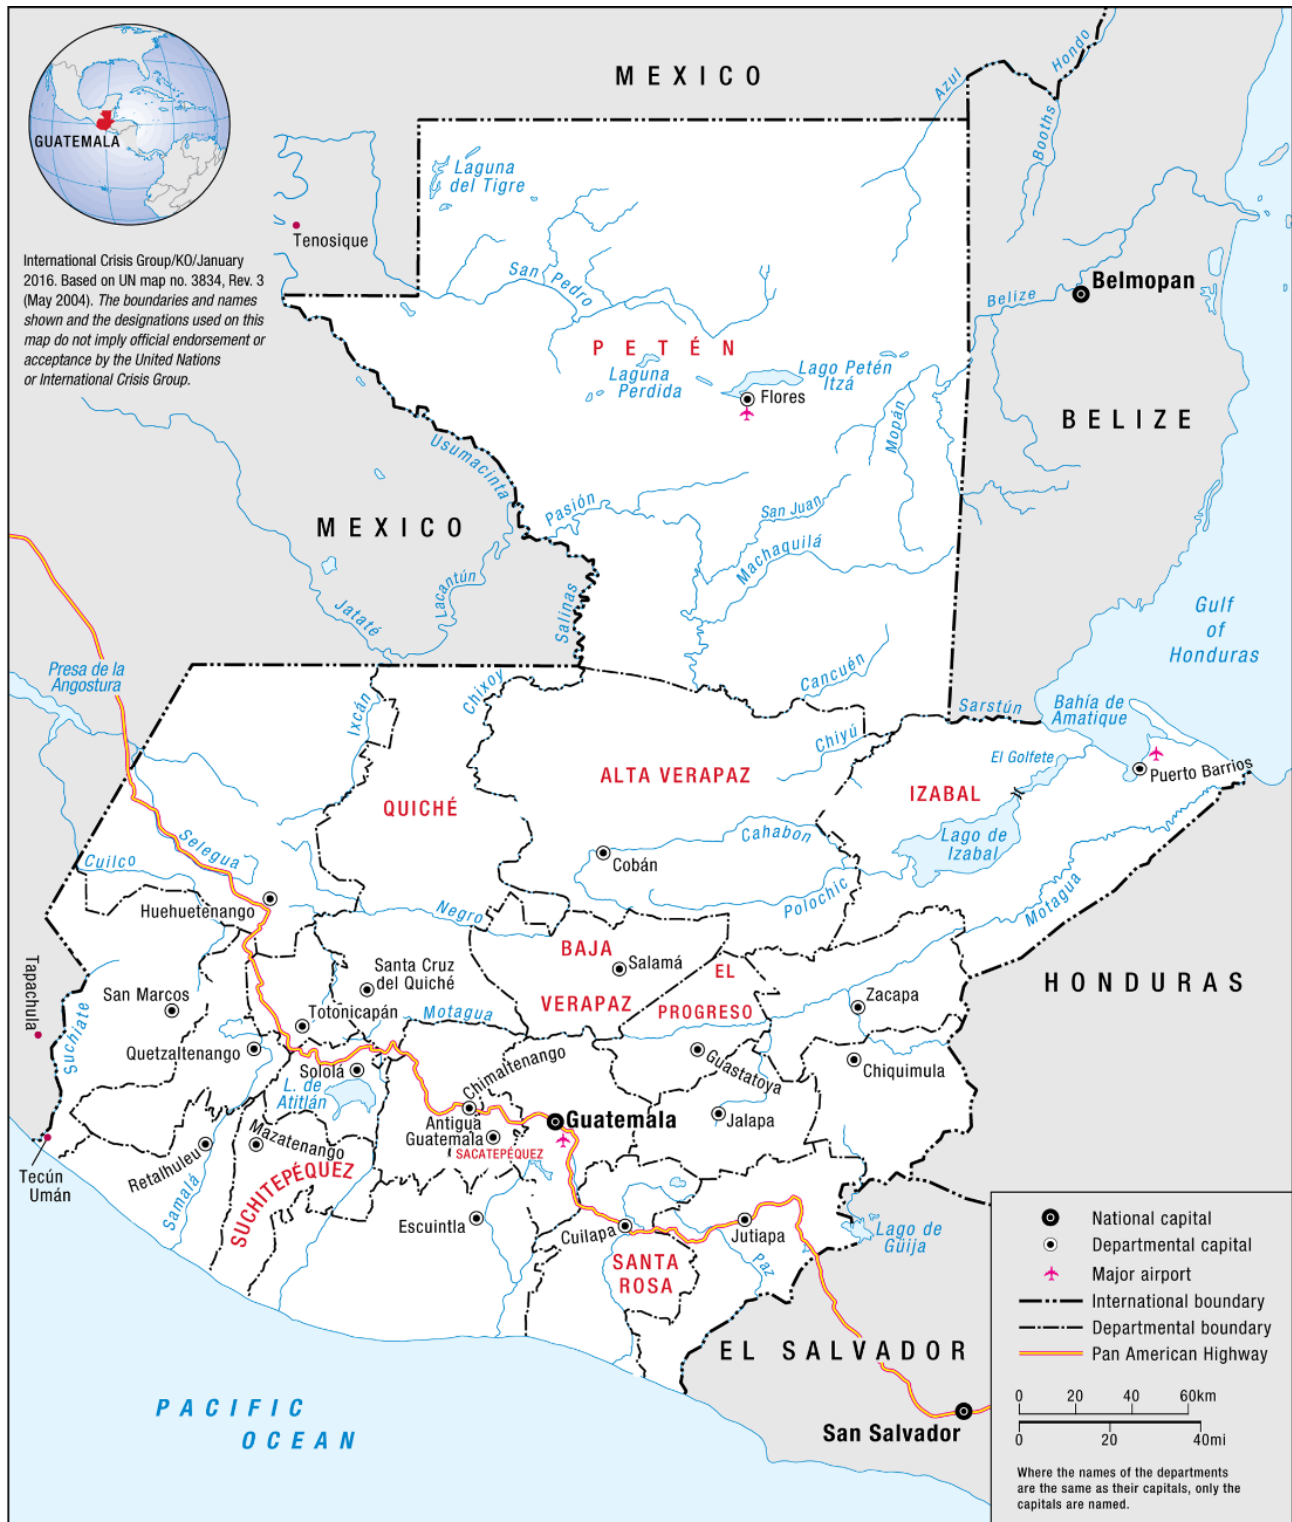 MEXICO
Hondo
Azul
Booths
GUATEMALA
Laguna
del Tigre
Tenosique
International Crisis Group/KO/January
2016. Based on UN map no. 3834, Rev. 3
(May 2004). The boundaries and names
shown and the designations used on this
map do not imply official endorsement or
acceptance by the United Nations
or International Crisis Group.
San Pedro
Belize
Belmopan
PETÉN
Laguna
Perdida
Lago Petén
Itzá
Flores
BELIZE
Mopán
Usumacinta
Pasión
San Juan
MEXICO
Machaquilá
Lacantún
Jataté
Salinas
Gulf
of
Honduras
Presa de la
Angostura
Ixcán
Chixoy
Cancuén
Sarstún
Bahía de
Amatique
Chiyú
El Golfete
Puerto Barrios
ALTA VERAPAZ
IZABAL
QUICHÉ
Lago de
Izabal
Selegua
Cuilco
Cahabon
Cobán
Polochic
Motagua
Huehuetenango
Negro
BAJA
VERAPAZ
Salamá
EL
PROGRESO
Tapachula
Suchiate
San Marcos
Santa Cruz
del Quiché
Totonicapán
Motagua
Zacapa
HONDURAS
Quetzaltenango
Sololá
L. de
Atitlán
Chimaltenango
Guastatoya
Chiquimula
Antigua
Guatemala
SACATEPÉQUEZ
Guatemala
Jalapa
Tecún
Umán
Retalhuleu
Mazatenango
SUCHITEPÉQUEZ
Samalá
Escuintla
Cuilapa
Jutiapa
SANTA
ROSA
Paz
Lago de
Güija
EL SALVADOR
San Salvador
PACIFIC
OCEAN
National capital
Departmental capital
Major airport
International boundary
Departmental boundary
Pan American Highway
0 20 40 60km
0 20 40mi
Where the names of the departments
are the same as their capitals, only the
capitals are named.